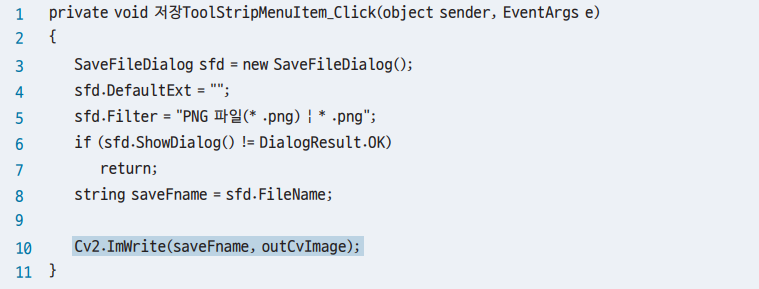 1 private void 저장ToolStripMenuItem_Click(object sender, EventArgs e)
2 {
3 SaveFileDialog sfd = new SaveFileDialog();
4 sfd.DefaultExt = "";
5 sfd.Filter = "PNG 파일(* .png) ¦ * .png";
6 if (sfd.ShowDialog() != DialogResult.OK)
7 return;
8 string saveFname = sfd.FileName;
9
10 Cv2.ImWrite(saveFname, outCvImage);
11 }